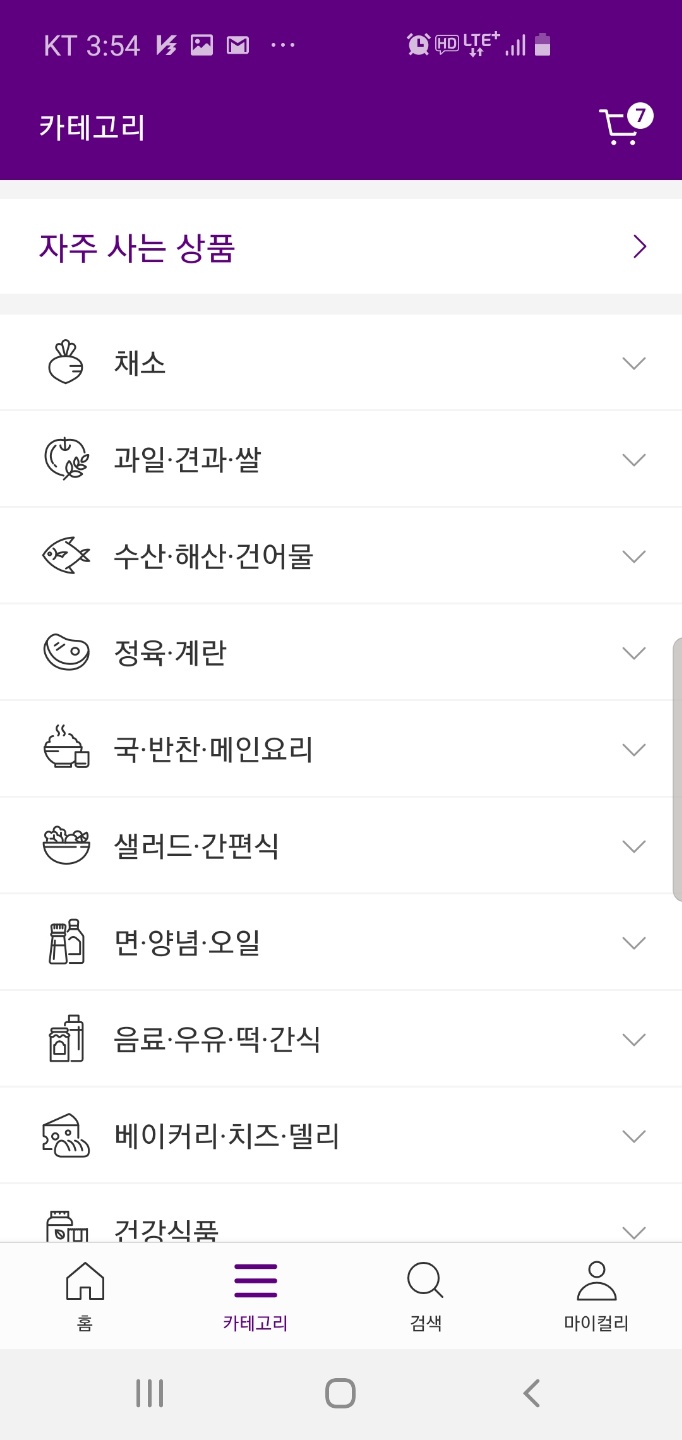 KT 3:54 ··· HD LTE+
카테고리 7
자주 사는 상품
채소
과일·견과·쌀
수산·해산·건어물
정육·계란
국·반찬·메인요리
샐러드·간편식
면·양념·오일
음료·우유·떡·간식
베이커리·치즈·델리
건강식품
홈 카테고리 검색 마이컬리